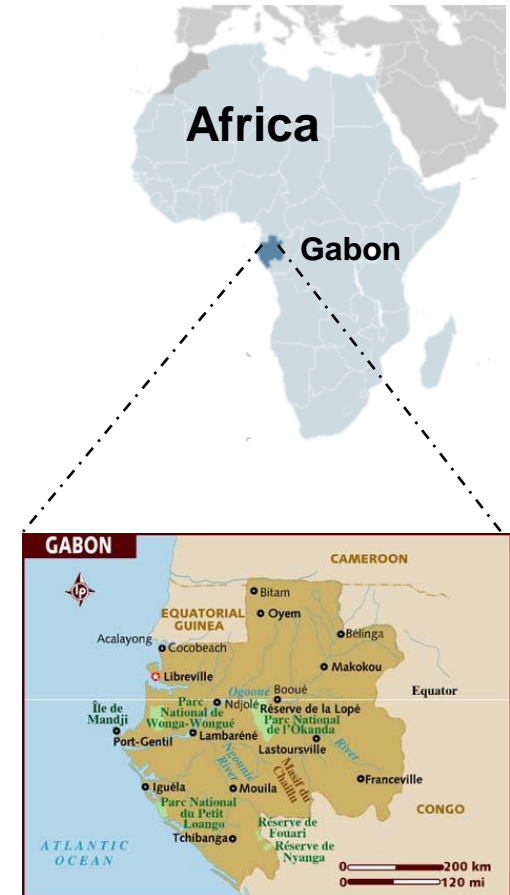 Africa
Gabon
GABON
CAMEROON
Bitam
EQUATORIAL
GUINEA
Oyem
Acalayong
Cocobeach
Bélinga
Libreville
Makokou
Ogooué
Booué
Equator
Île de
Mandji
Parc
National de
Wonga-Wongué
Ndjolé
Réserve de la Lopé
Parc National
de l'Okanda
Port-Gentil
Lambaréné
Lastoursville
River
Ngounié
River
Masif du
Chaillu
Franceville
Iguéla
Mouila
Parc National
du Petit
Loango
CONGO
Réserve de
Fouari
Tchibanga
Réserve de
Nyanga
ATLANTIC
OCEAN
0 200 km
0 120 mi